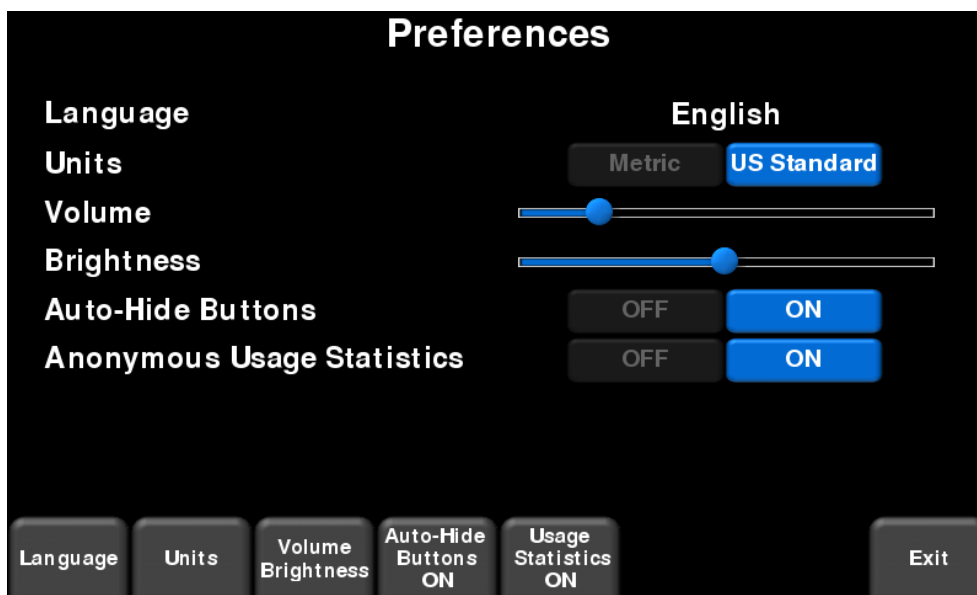 Preferences
Language English
Units Metric US Standard
Volume
Brightness
Auto-Hide Buttons OFF ON
Anonymous Usage Statistics OFF ON
Language
Units
Volume
Brightness
Auto-Hide
Buttons
ON
Usage
Statistics
ON
Exit